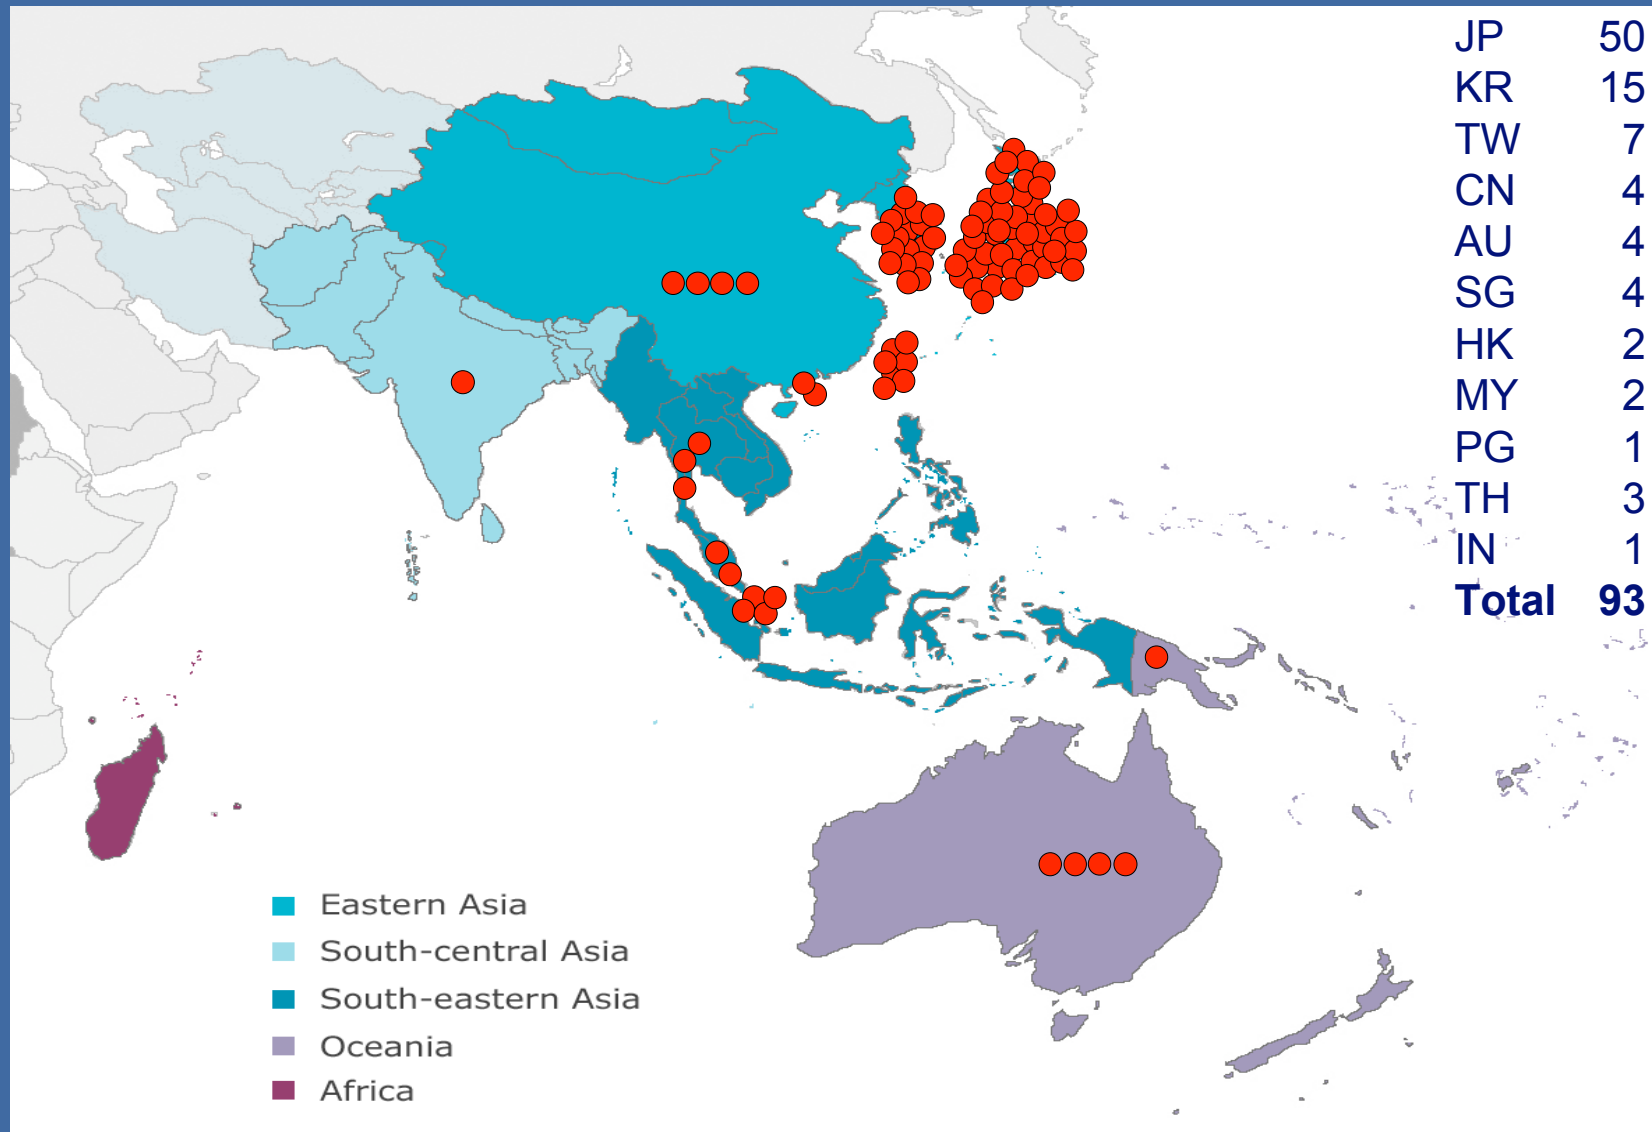 JP 50
KR 15
TW 7
CN 4
AU 4
SG 4
HK 2
MY 2
PG 1
TH 3
IN 1
Total 93
Eastern Asia
South-central Asia
South-eastern Asia
Oceania
Africa